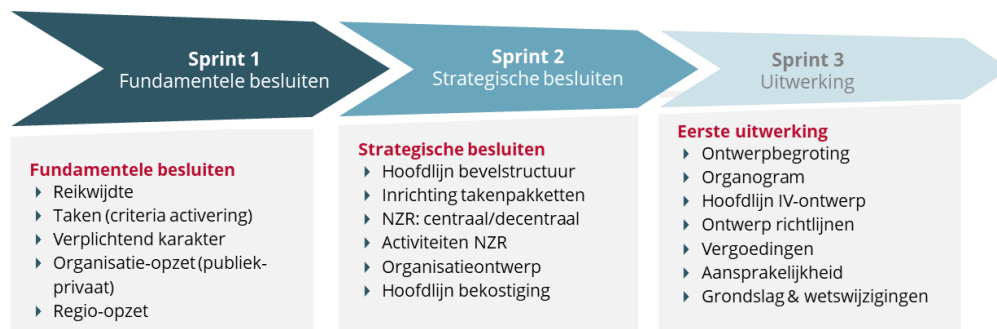 Sprint 1
Fundamentele besluiten
Sprint 2
Strategische besluiten
Sprint 3
Uitwerking
Fundamentele besluiten
Reikwijdte
Taken (criteria activering)
Verplichtend karakter
Organisatie-opzet (publiek-
privaat)
Regio-opzet
Strategische besluiten
Hoofdlijn bevelstructuur
Inrichting takenpakketten
NZR: centraal/decentraal
Activiteiten NZR
Organisatieontwerp
Hoofdlijn bekostiging
Eerste uitwerking
Ontwerpbegroting
Organogram
Hoofdlijn IV-ontwerp
Ontwerp richtlijnen
Vergoedingen
Aansprakelijkheid
Grondslag & wetswijzigingen